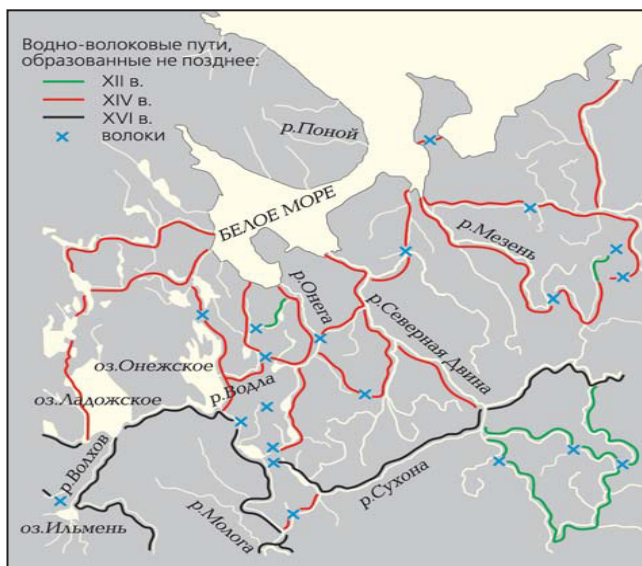 Водно-волоковые пути,
образованные не позднее:
XII в.
XIV в.
XVI в.
волоки
р.Поной
БЕЛОЕ МОРЕ
р.Мезень
р.Онега
р.Северная Двина
оз.Онежское
р.Водла
оз.Ладожское
р.Волхов
р.Сухона
р.Молога
оз.Ильмень